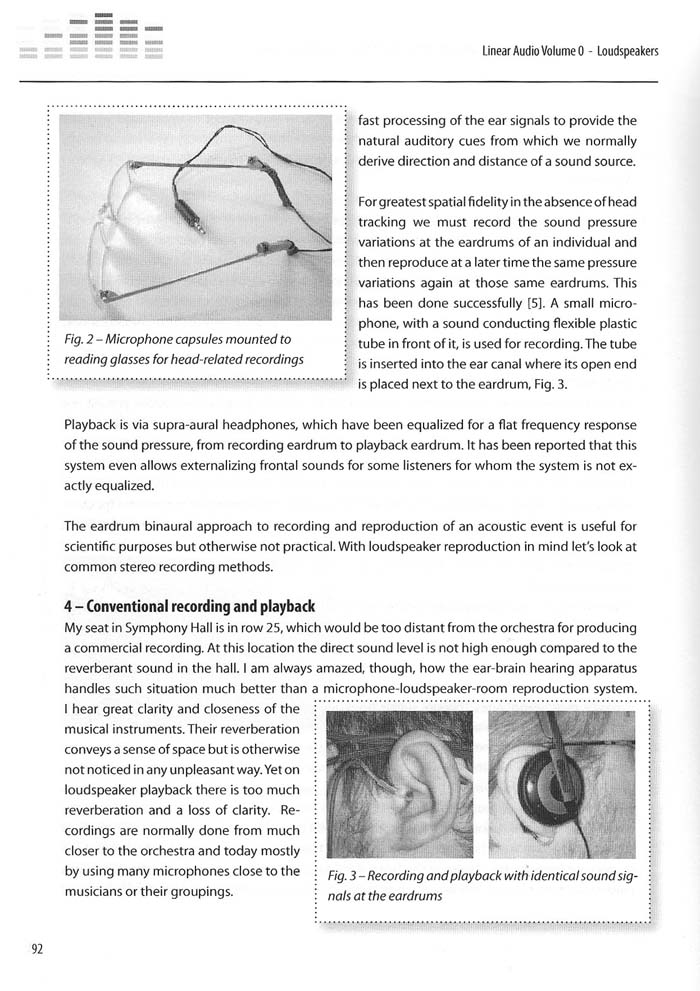 Linear Audio Volume 0 - Loudspeakers
fast processing of the ear signals to provide the
natural auditory cues from which we normally
derive direction and distance of a sound source.
For greatest spatial fidelity in the absence of head
tracking we must record the sound pressure
variations at the eardrums of an individual and
then reproduce at a later time the same pressure
variations again at those same eardrums. This
has been done successfully [5]. A small micro-
phone, with a sound conducting flexible plastic
tube in front of it, is used for recording. The tube
is inserted into the ear canal where its open end
is placed next to the eardrum, Fig. 3.
Fig. 2 – Microphone capsules mounted to
reading glasses for head-related recordings
Playback is via supra-aural headphones, which have been equalized for a flat frequency response
of the sound pressure, from recording eardrum to playback eardrum. It has been reported that this
system even allows externalizing frontal sounds for some listeners for whom the system is not ex-
actly equalized.
The eardrum binaural approach to recording and reproduction of an acoustic event is useful for
scientific purposes but otherwise not practical. With loudspeaker reproduction in mind let's look at
common stereo recording methods.
4 – Conventional recording and playback
My seat in Symphony Hall is in row 25, which would be too distant from the orchestra for producing
a commercial recording. At this location the direct sound level is not high enough compared to the
reverberant sound in the hall. I am always amazed, though, how the ear-brain hearing apparatus
handles such situation much better than a microphone-loudspeaker-room reproduction system.
I hear great clarity and closeness of the
musical instruments. Their reverberation
conveys a sense of space but is otherwise
not noticed in any unpleasant way. Yet on
loudspeaker playback there is too much
reverberation and a loss of clarity. Re-
cordings are normally done from much
closer to the orchestra and today mostly
by using many microphones close to the
musicians or their groupings.
Fig. 3 – Recording and playback with identical sound sig-
nals at the eardrums
92